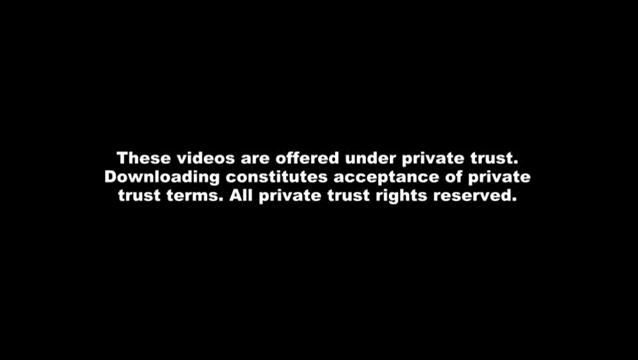 These videos are offered under private trust.
Downloading constitutes acceptance of private
trust terms. All private trust rights reserved.